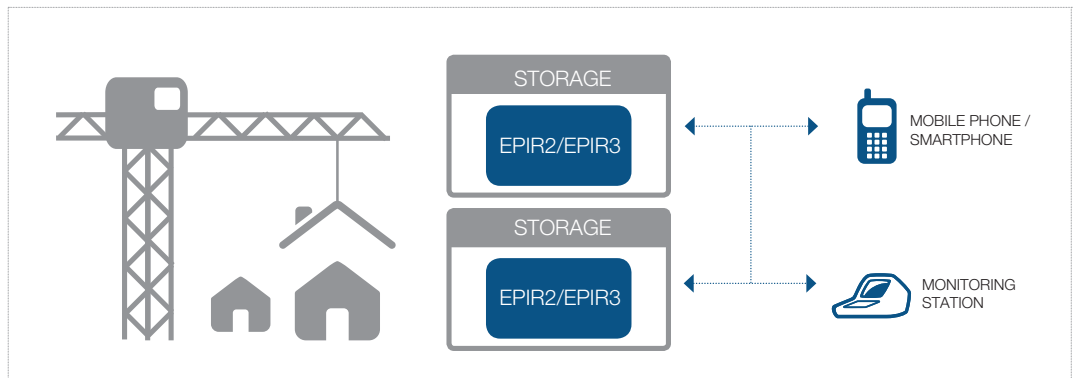 STORAGE
EPIR2/EPIR3
MOBILE PHONE /
SMARTPHONE
STORAGE
EPIR2/EPIR3
MONITORING
STATION